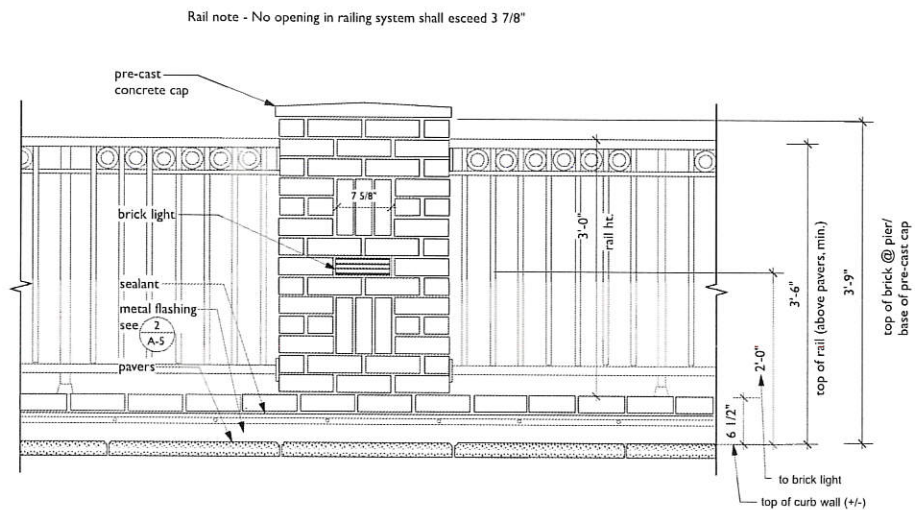 Rail note - No opening in railing system shall esceed 3 7/8"
pre-cast
concrete cap
7 5/8"
brick light
sealant
metal flashing
see
2
A-5
pavers
3'-0"
rail ht.
6 1/2"
2'-0"
3'-6"
top of rail (above pavers, min.)
3'-9"
top of brick @ pier/
base of pre-cast cap
to brick light
top of curb wall (+/-)